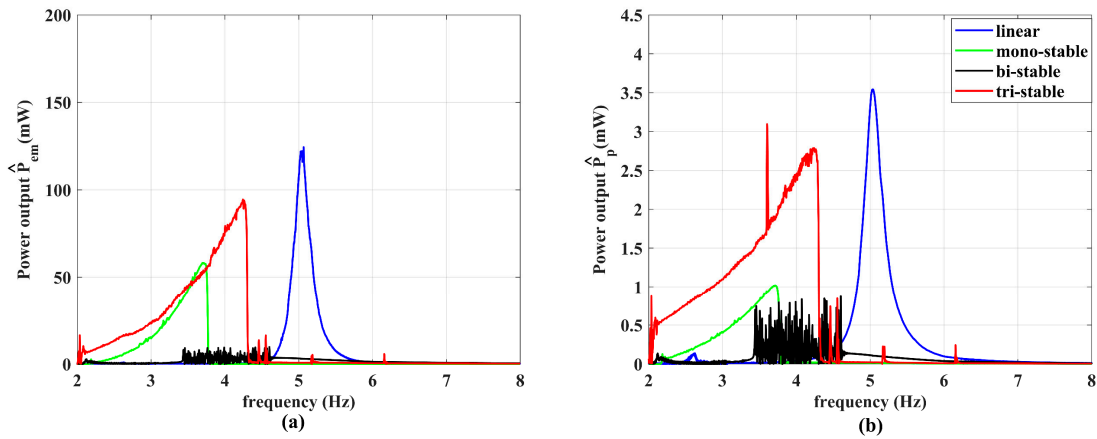 200
150
100
50
0
Power output P̂em(mW)
2 3 4 5 6 7 8
frequency (Hz)
(a)
4.5
4
3.5
3
2.5
2
1.5
1
0.5
0
Power output P̂p(mW)
2 3 4 5 6 7 8
frequency (Hz)
(b)
linear
mono-stable
bi-stable
tri-stable